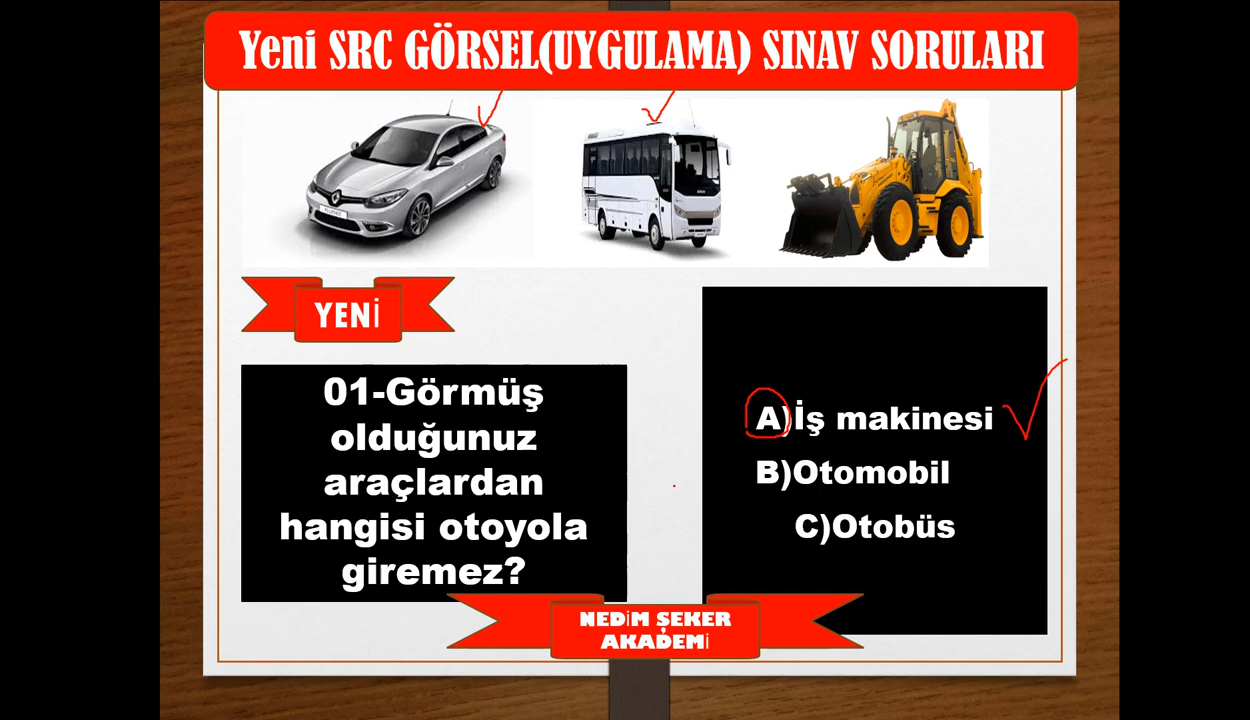 Yeni SRC GÖRSEL(UYGULAMA) SINAV SORULARI
YENİ
01-Görmüş
olduğunuz
araçlardan
hangisi otoyola
giremez?
A)İş makinesi
B)Otomobil
C)Otobüs
NEDİM ŞEKER
AKADEMİ